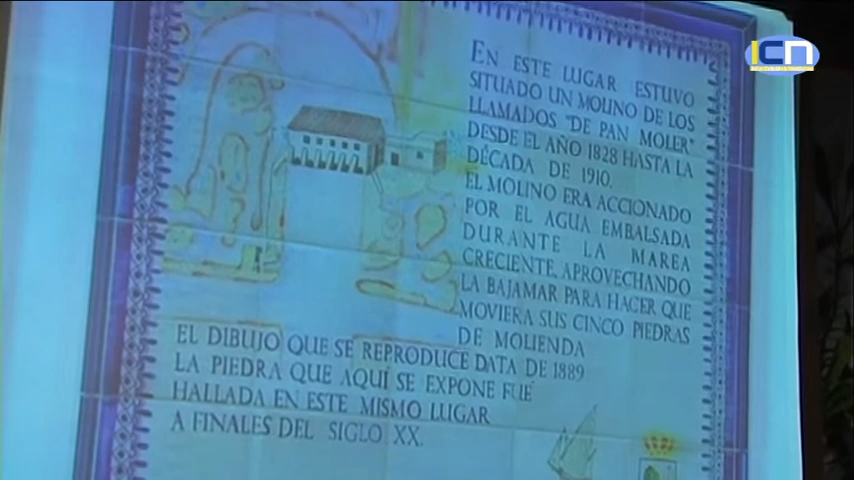 ICN
EN ESTE LUGAR ESTUVO
SITUADO UN MOLINO DE LOS
LLAMADOS "DE PAN MOLER"
DESDE EL AÑO 1828 HASTA LA
DÉCADA DE 1910.
EL MOLINO ERA ACCIONADO
POR EL AGUA EMBALSADA
DURANTE LA MAREA
CRECIENTE, APROVECHANDO
LA BAJAMAR PARA HACER QUE
MOVIERA SUS CINCO PIEDRAS
DE MOLIENDA
EL DIBUJO QUE SE REPRODUCE DATA DE 1889
LA PIEDRA QUE AQUÍ SE EXPONE FUÉ
HALLADA EN ESTE MISMO LUGAR
A FINALES DEL SIGLO XX.